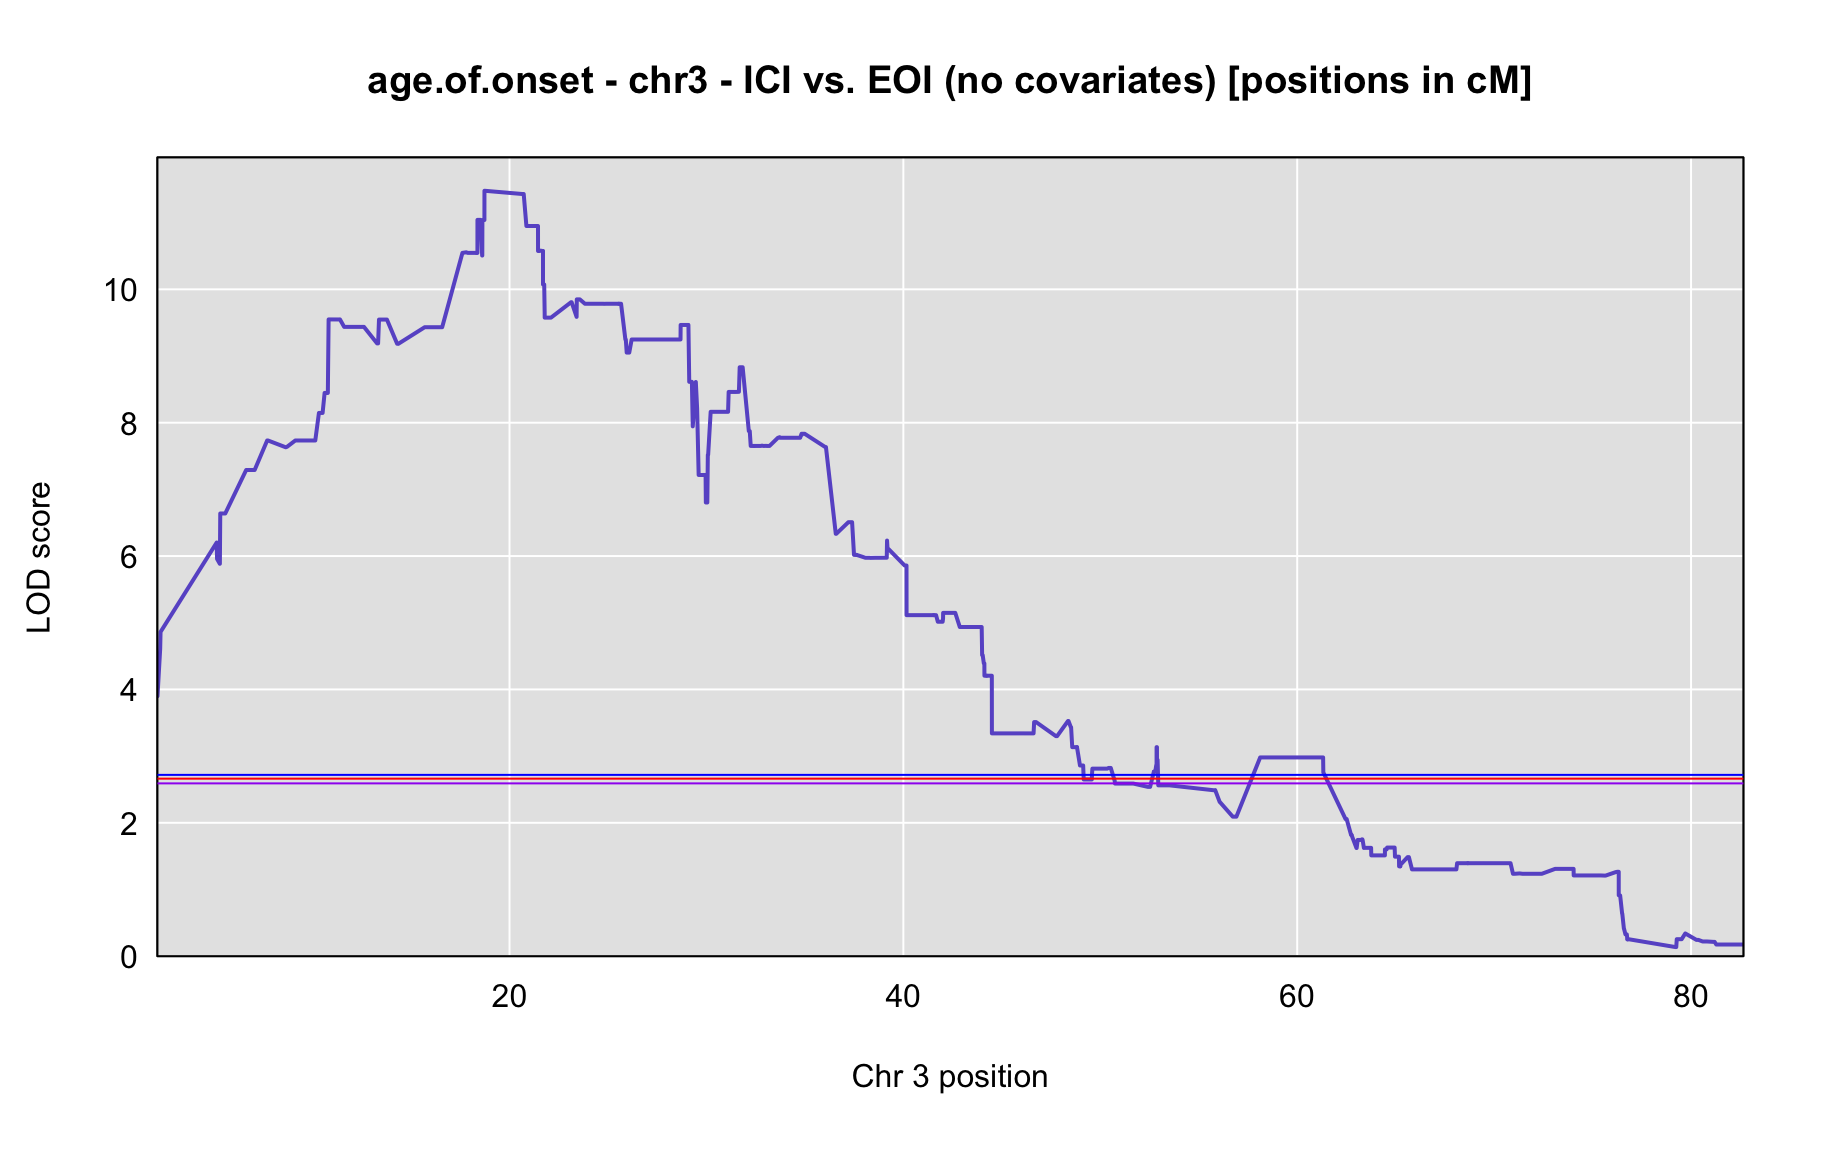 age.of.onset - chr3 - ICI vs. EOI (no covariates) [positions in cM]
LOD score
10
8
6
4
2
0
20 40 60 80
Chr 3 position